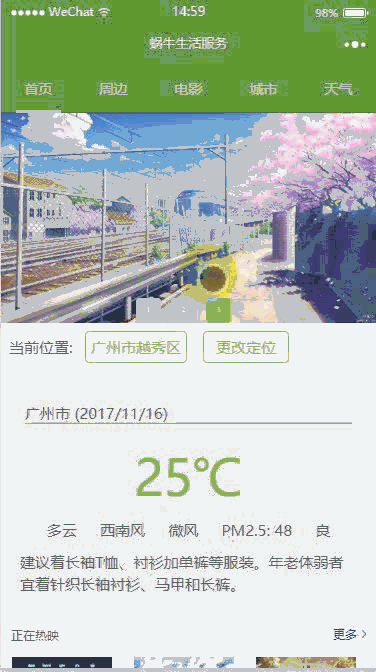 WeChat 14:59 98%
蜗牛生活服务
首页 周边 电影 城市 天气
1 2 3
当前位置: 广州市越秀区 更改定位
广州市 (2017/11/16)
25℃
多云 西南风 微风 PM2.5: 48 良
建议着长袖T恤、衬衫加单裤等服装。年老体弱者
宜着针织长袖衬衫、马甲和长裤。
正在热映 更多